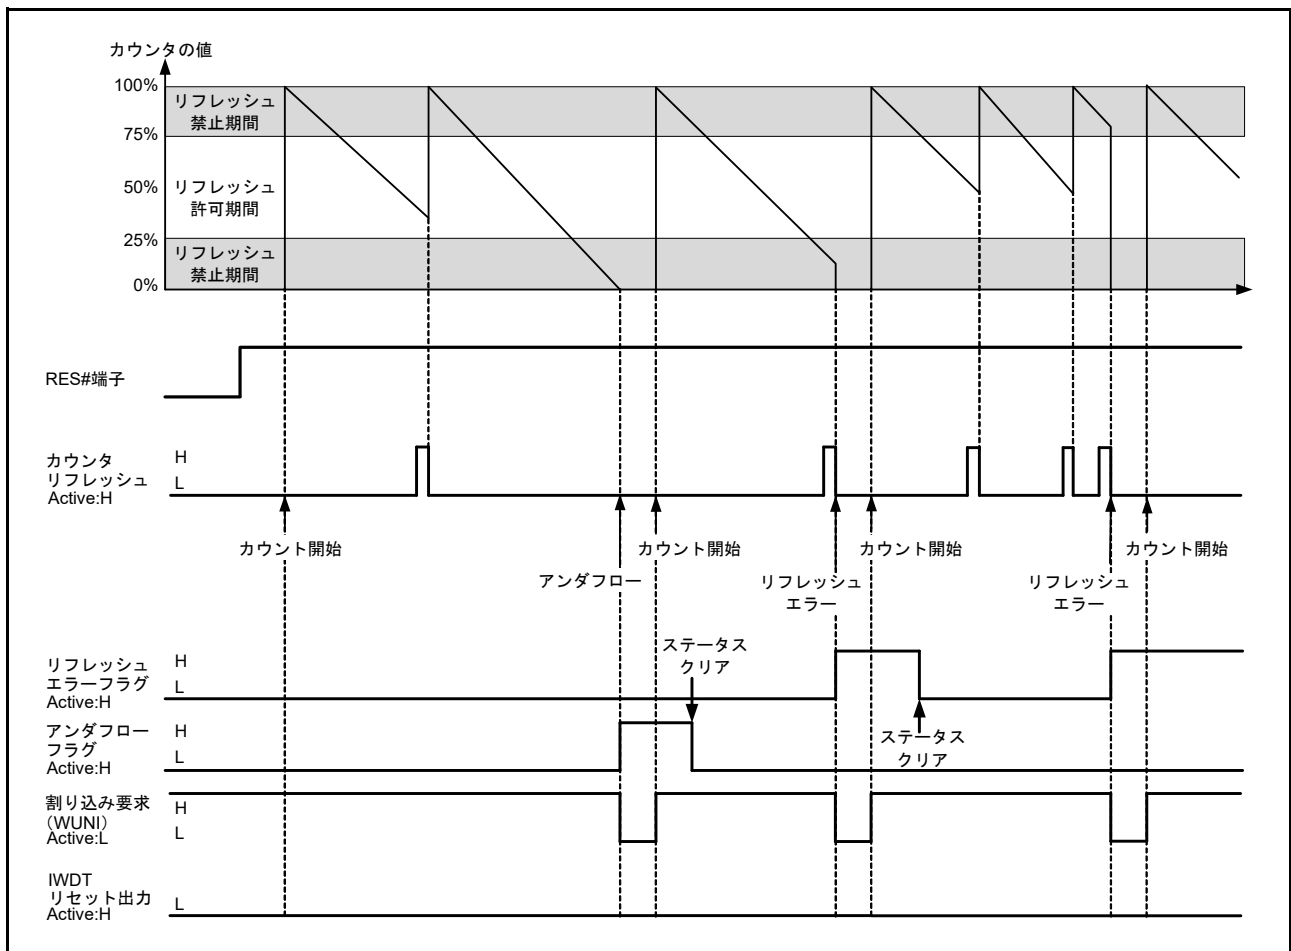 カウンタの値
100%
リフレッシュ
禁止期間
75%
50%
リフレッシュ
許可期間
25%
リフレッシュ
禁止期間
0%
RES#端子
カウンタ
リフレッシュ
Active:H
H
L
カウント開始
カウント開始
カウント開始
カウント開始
アンダフロー
リフレッシュ
エラー
リフレッシュ
エラー
ステータス
クリア
リフレッシュ
エラーフラグ
Active:H
H
L
アンダフロー
フラグ
Active:H
H
L
ステータス
クリア
割り込み要求
(WUNI)
Active:L
H
L
IWDT
リセット出力
Active:H
L